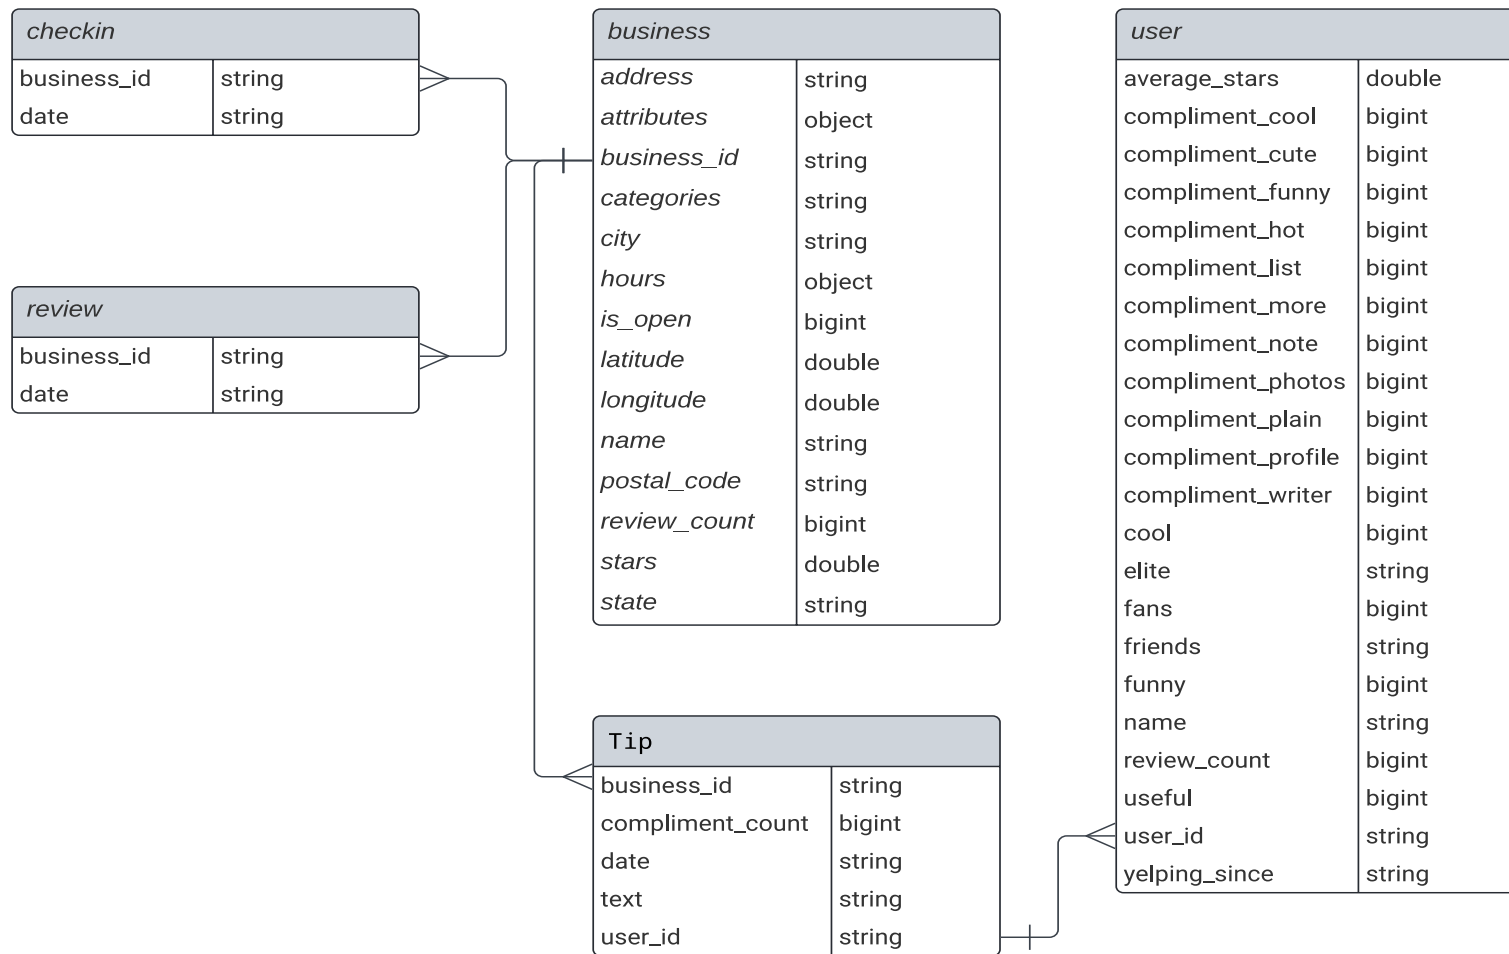 checkin
business_id string
date string
review
business_id string
date string
business
address string
attributes object
business_id string
categories string
city string
hours object
is_open bigint
latitude double
longitude double
name string
postal_code string
review_count bigint
stars double
state string
Tip
business_id string
compliment_count bigint
date string
text string
user_id string
user
average_stars double
compliment_cool bigint
compliment_cute bigint
compliment_funny bigint
compliment_hot bigint
compliment_list bigint
compliment_more bigint
compliment_note bigint
compliment_photos bigint
compliment_plain bigint
compliment_profile bigint
compliment_writer bigint
cool bigint
elite string
fans bigint
friends string
funny bigint
name string
review_count bigint
useful bigint
user_id string
yelping_since string